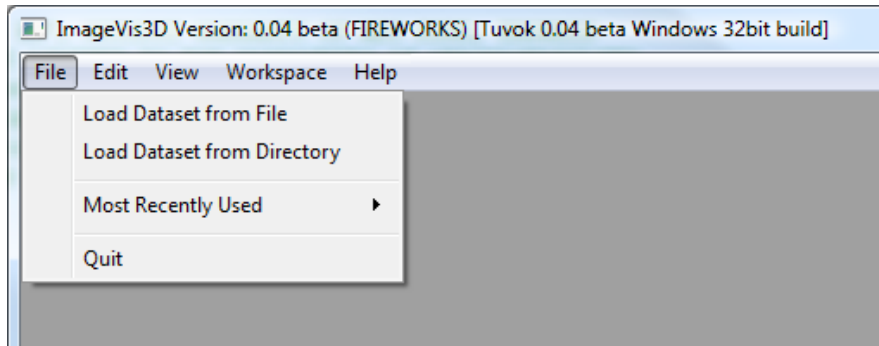 ImageVis3D Version: 0.04 beta (FIREWORKS) [Tuvok 0.04 beta Windows 32bit build]
File Edit View Workspace Help
Load Dataset from File
Load Dataset from Directory
Most Recently Used
Quit